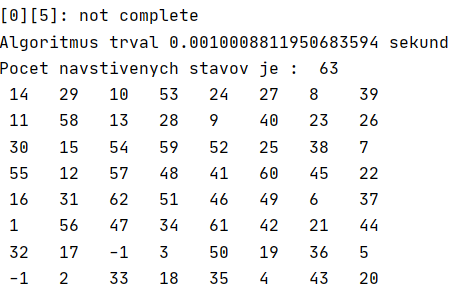 [0][5]: not complete
Algoritmus trval 0.0010008811950683594 sekund
Pocet navstivenych stavov je :  63
14 29 10 53 24 27 8 39
11 58 13 28 9 40 23 26
30 15 54 59 52 25 38 7
55 12 57 48 41 60 45 22
16 31 62 51 46 49 6 37
1 56 47 34 61 42 21 44
32 17 -1 3 50 19 36 5
-1 2 33 18 35 4 43 20